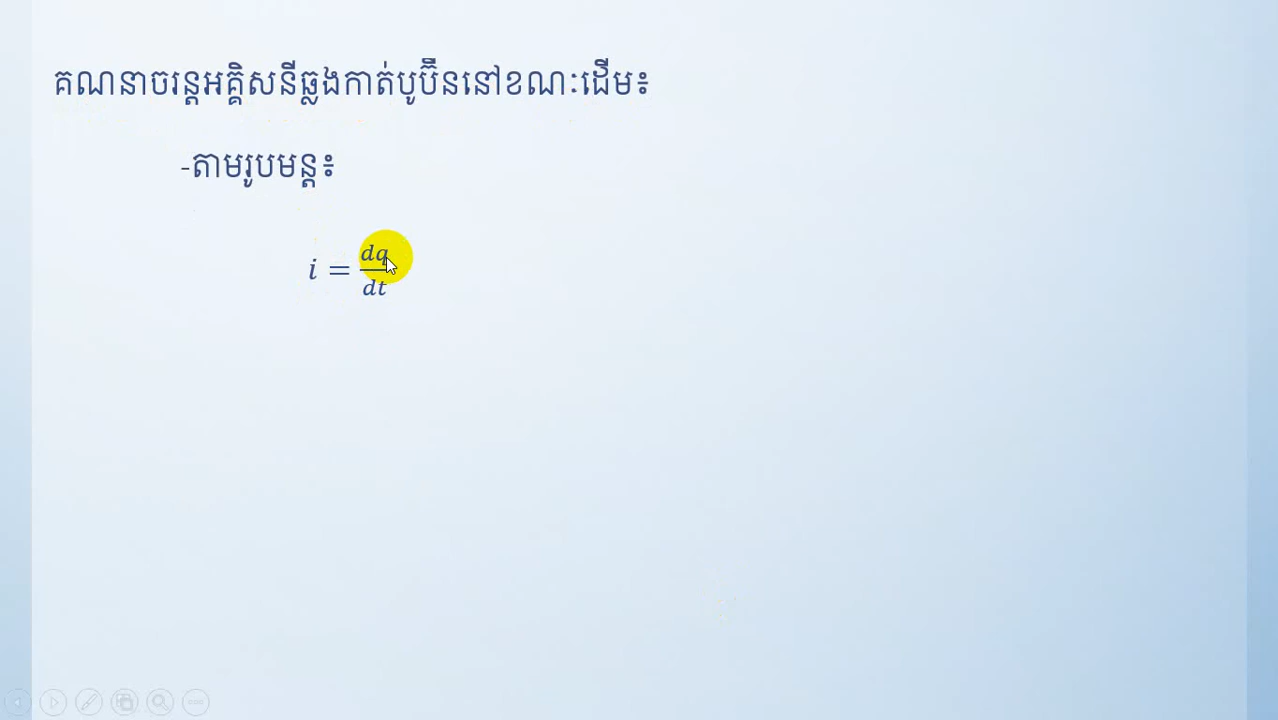 គណនាចរន្តអគ្គិសនីឆ្លងកាត់បូប៊ីននៅខណៈដើម៖
-តាមរូបមន្ត៖
i = dq/dt